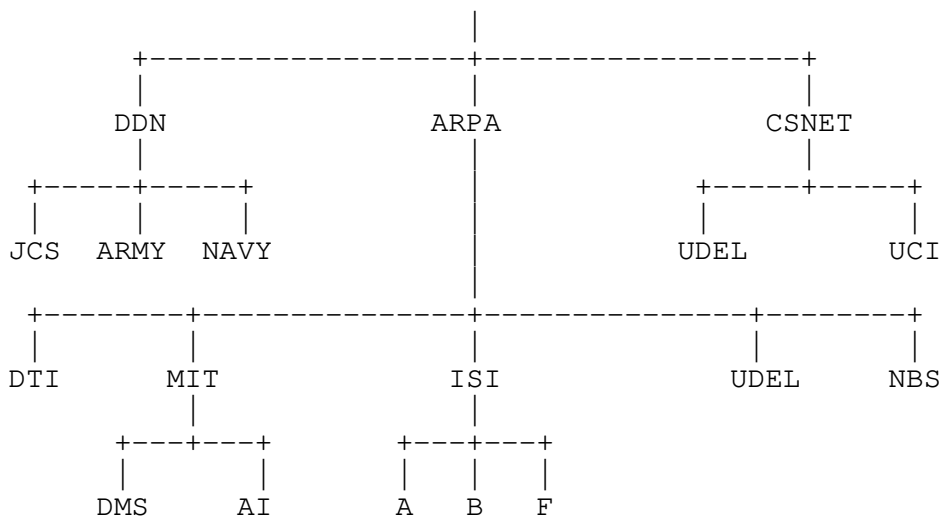 DDN ARPA CSNET
JCS ARMY NAVY UDEL UCI
DTI MIT ISI UDEL NBS
DMS AI A B F